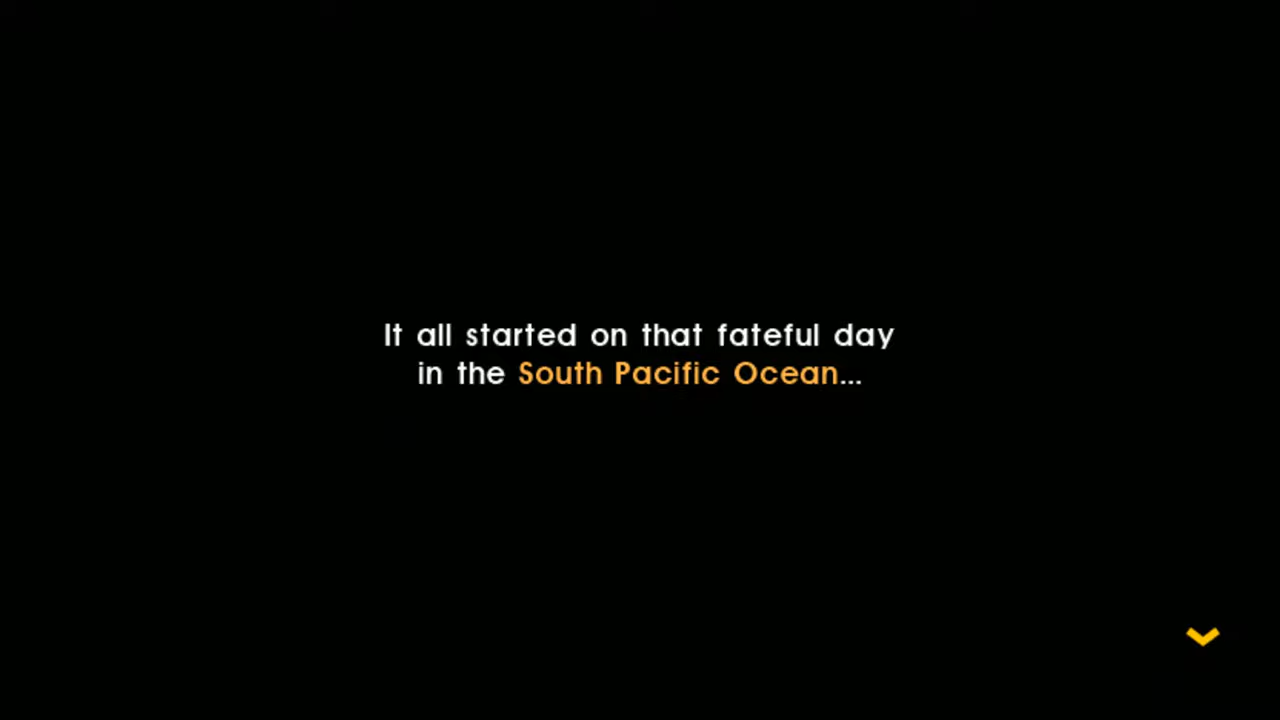 It all started on that fateful day
in the South Pacific Ocean...